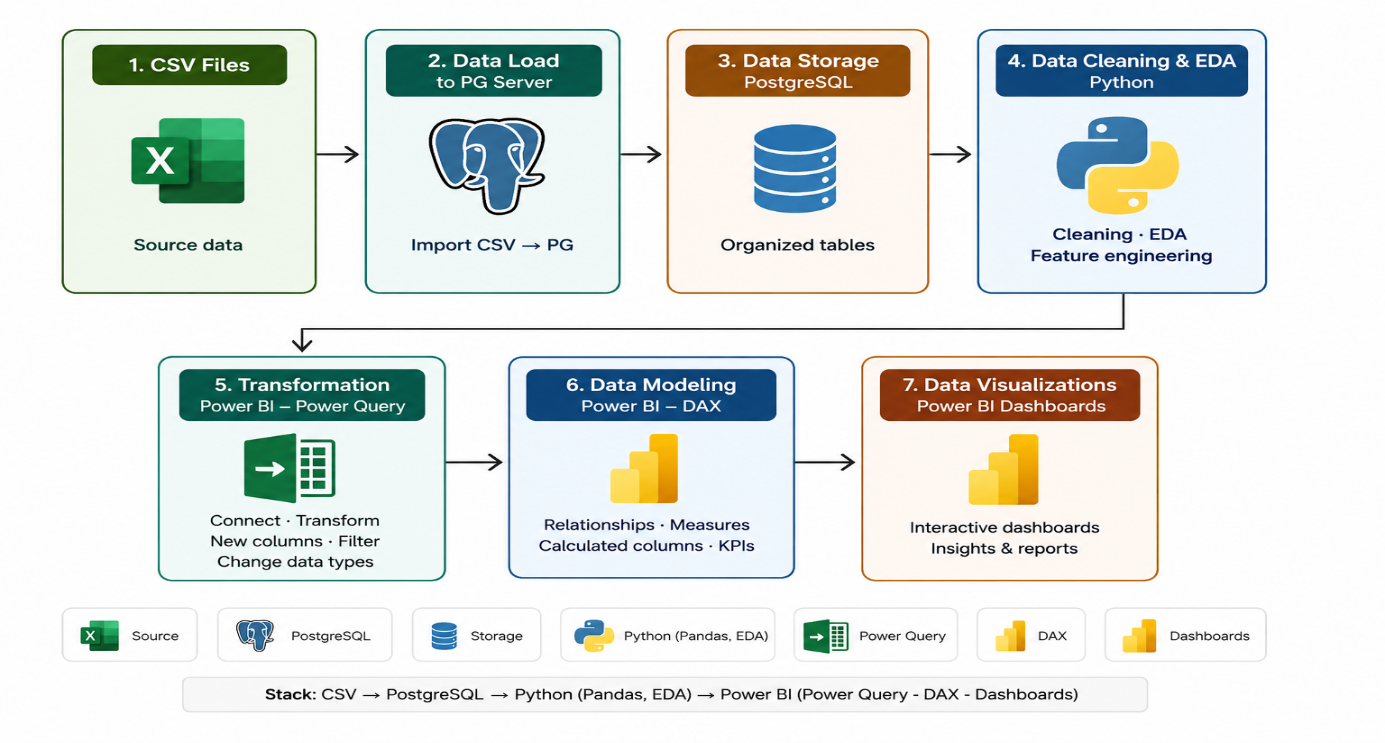 1. CSV Files
X
Source data
2. Data Load
to PG Server
Import CSV → PG
3. Data Storage
PostgreSQL
Organized tables
4. Data Cleaning & EDA
Python
Cleaning · EDA
Feature engineering
5. Transformation
Power BI – Power Query
Connect · Transform
New columns · Filter
Change data types
6. Data Modeling
Power BI – DAX
Relationships · Measures
Calculated columns · KPIs
7. Data Visualizations
Power BI Dashboards
Interactive dashboards
Insights & reports
X
Source
PostgreSQL
Storage
Python (Pandas, EDA)
Power Query
DAX
Dashboards
Stack: CSV → PostgreSQL → Python (Pandas, EDA) → Power BI (Power Query - DAX - Dashboards)